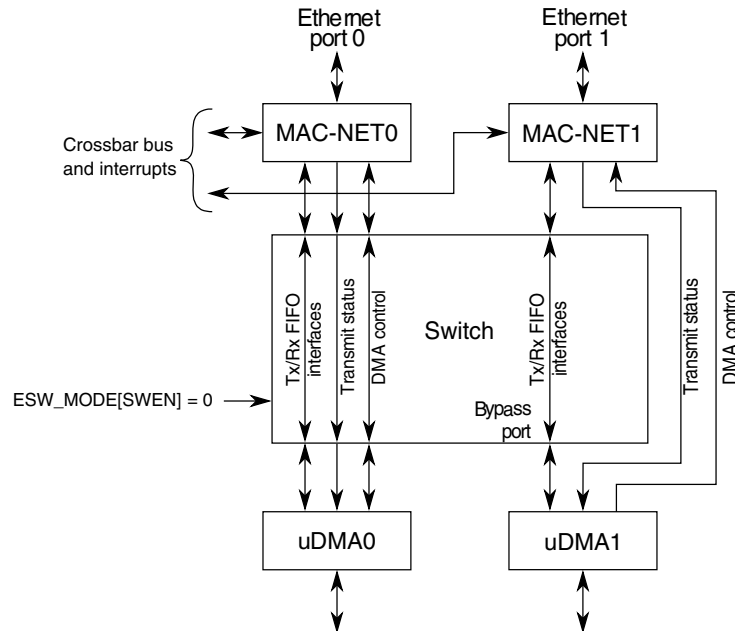 Ethernet
port 0
Ethernet
port 1
MAC-NET0
MAC-NET1
Crossbar bus
and interrupts
Tx/Rx FIFO
interfaces
Transmit status
DMA control
Switch
Tx/Rx FIFO
interfaces
Transmit status
DMA control
ESW_MODE[SWEN] = 0
Bypass
port
uDMA0
uDMA1